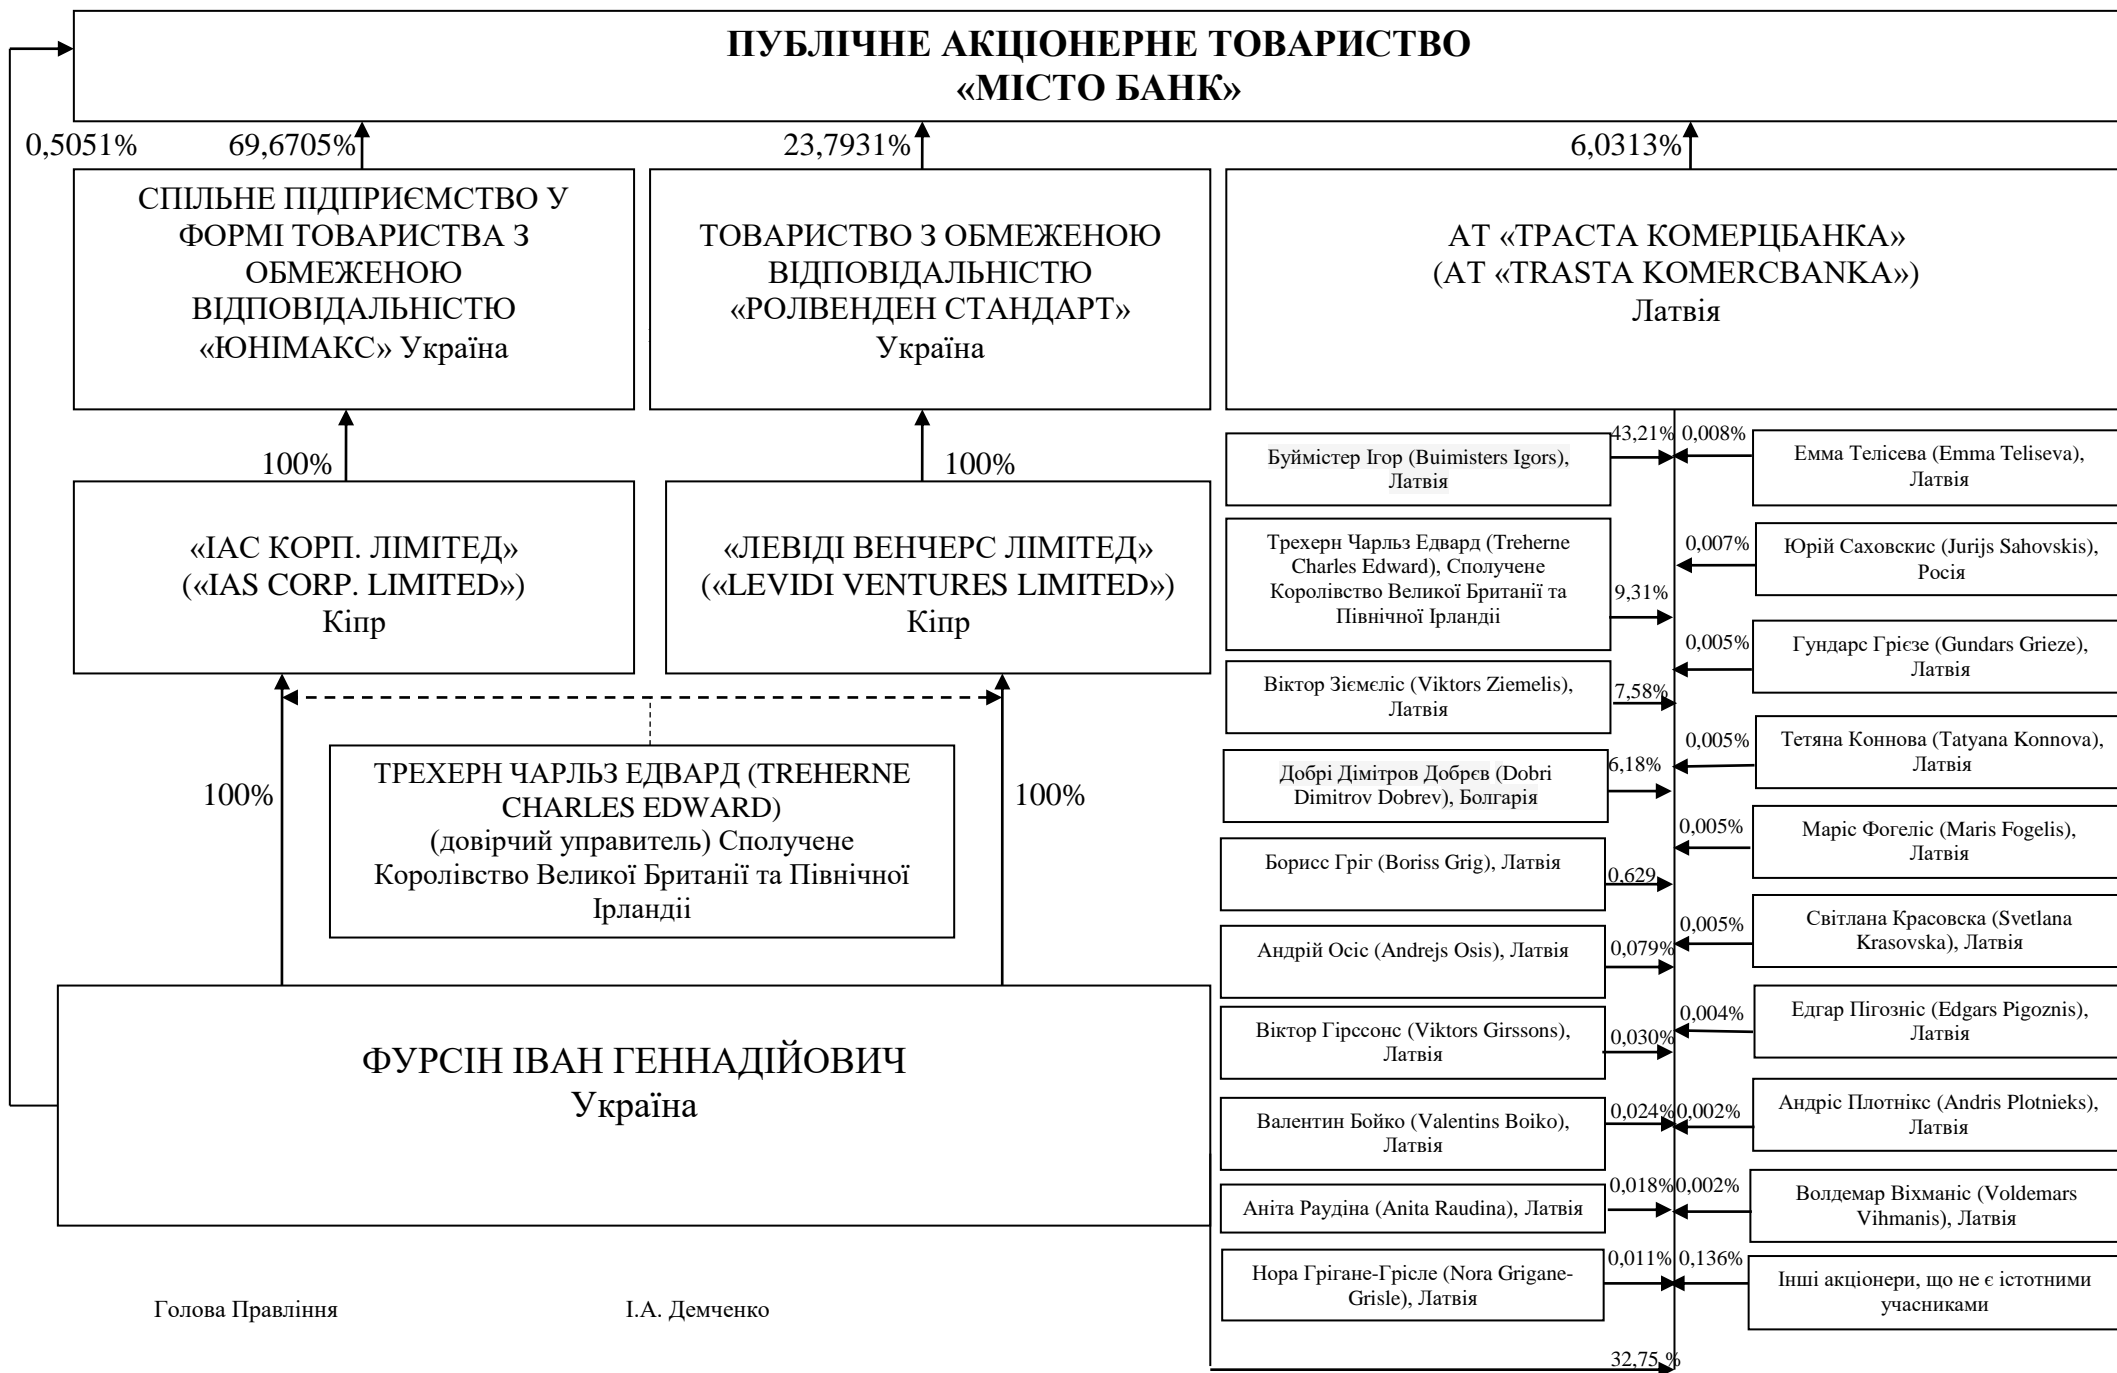 ПУБЛІЧНЕ АКЦІОНЕРНЕ ТОВАРИСТВО
«МІСТО БАНК»
0,5051%
69,6705%
23,7931%
6,0313%
СПІЛЬНЕ ПІДПРИЄМСТВО У
ФОРМІ ТОВАРИСТВА З
ОБМЕЖЕНОЮ
ВІДПОВІДАЛЬНІСТЮ
«ЮНІМАКС» Україна
ТОВАРИСТВО З ОБМЕЖЕНОЮ
ВІДПОВІДАЛЬНІСТЮ
«РОЛВЕНДЕН СТАНДАРТ»
Україна
АТ «ТРАСТА КОМЕРЦБАНКА»
(АТ «TRASTA KOMERCBANKA»)
Латвія
100%
100%
«ІАС КОРП. ЛІМІТЕД»
(«IAS CORP. LIMITED»)
Кіпр
«ЛЕВІДІ ВЕНЧЕРС ЛІМІТЕД»
(«LEVIDI VENTURES LIMITED»)
Кіпр
100%
100%
ТРЕХЕРН ЧАРЛЬЗ ЕДВАРД (TREHERNE
CHARLES EDWARD)
(довірчий управитель) Сполучене
Королівство Великої Британії та Північної
Ірландіі
ФУРСІН ІВАН ГЕННАДІЙОВИЧ
Україна
Буймістер Ігор (Buimisters Igors),
Латвія
43,21%
0,008%
Емма Телісева (Emma Teliseva),
Латвія
Трехерн Чарльз Едвард (Treherne
Charles Edward), Сполучене
Королівство Великої Британії та
Північної Ірландіі
9,31%
0,007%
Юрій Саховскис (Jurijs Sahovskis),
Росія
0,005%
Гундарс Грієзе (Gundars Grieze),
Латвія
Віктор Зіємєліс (Viktors Ziemelis),
Латвія
7,58%
0,005%
Тетяна Коннова (Tatyana Konnova),
Латвія
Добрі Дімітров Добрєв (Dobri
Dimitrov Dobrev), Болгарія
6,18%
0,005%
Маріс Фогеліс (Maris Fogelis),
Латвія
Борисс Гріг (Boriss Grig), Латвія
0,629
0,005%
Світлана Красовска (Svetlana
Krasovska), Латвія
Андрій Осіс (Andrejs Osis), Латвія
0,079%
0,004%
Едгар Пігозніс (Edgars Pigoznis),
Латвія
Віктор Гірссонс (Viktors Girssons),
Латвія
0,030%
Валентин Бойко (Valentins Boiko),
Латвія
0,024%
0,002%
Андріс Плотнікс (Andris Plotnieks),
Латвія
Аніта Раудіна (Anita Raudina), Латвія
0,018%
0,002%
Волдемар Віхманіс (Voldemars
Vihmanis), Латвія
Нора Грігане-Грісле (Nora Grigane-
Grisle), Латвія
0,011%
0,136%
Інші акціонери, що не є істотними
учасниками
Голова Правління І.А. Демченко
32,75 %